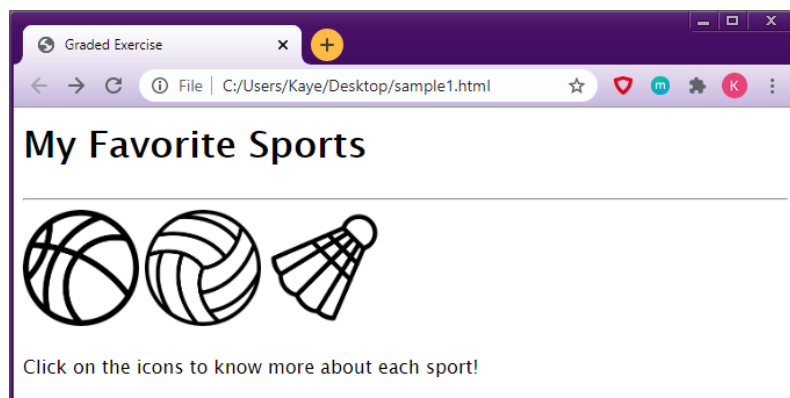 Graded Exercise
File C:/Users/Kaye/Desktop/sample1.html
m
K
My Favorite Sports
Click on the icons to know more about each sport!